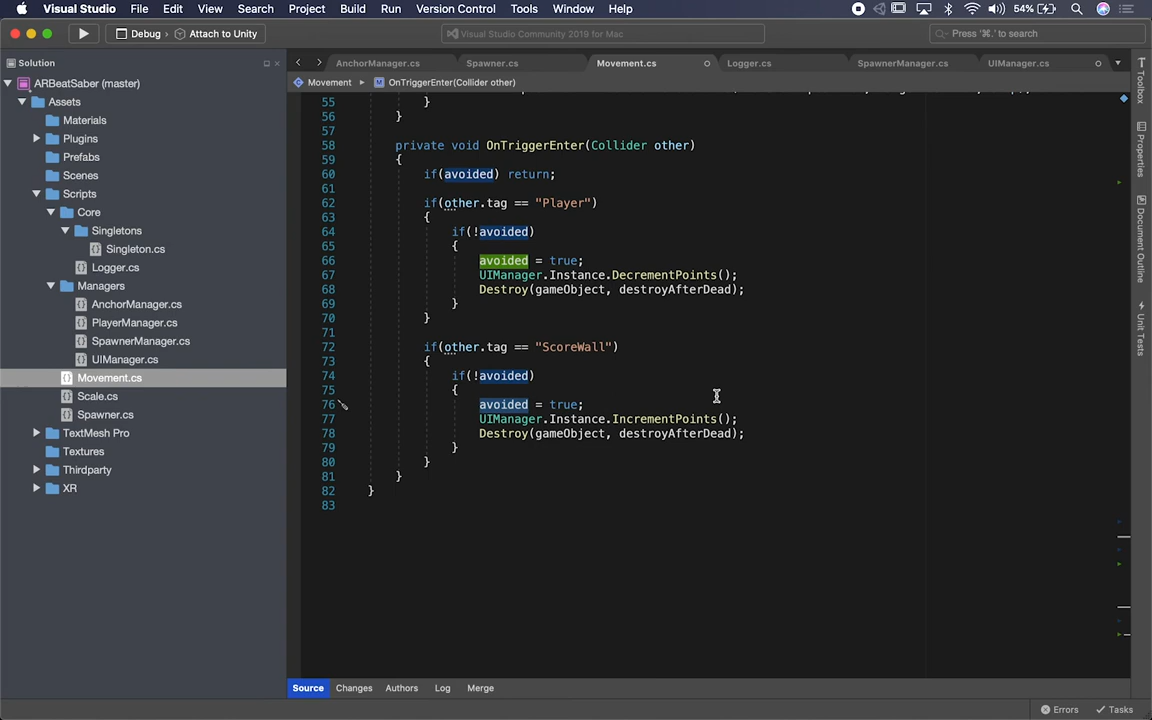 Visual Studio File Edit View Search Project Build Run Version Control Tools Window Help 54%
Debug Attach to Unity Visual Studio Community 2019 for Mac Press '⌘.' to search
Solution
AnchorManager.cs Spawner.cs Movement.cs Logger.cs SpawnerManager.cs UIManager.cs
Movement OnTriggerEnter(Collider other)
ARBeatSaber (master)
Assets
Materials
Plugins
Prefabs
Scenes
Scripts
Core
Singletons
Singleton.cs
Logger.cs
Managers
AnchorManager.cs
PlayerManager.cs
SpawnerManager.cs
UIManager.cs
Movement.cs
Scale.cs
Spawner.cs
TextMesh Pro
Textures
Thirdparty
XR
55 }
56 }
57
58 private void OnTriggerEnter(Collider other)
59 {
60 if(avoided) return;
61
62 if(other.tag == "Player")
63 {
64 if(!avoided)
65 {
66 avoided = true;
67 UIManager.Instance.DecrementPoints();
68 Destroy(gameObject, destroyAfterDead);
69 }
70 }
71
72 if(other.tag == "ScoreWall")
73 {
74 if(!avoided)
75 {
76 avoided = true;
77 UIManager.Instance.IncrementPoints();
78 Destroy(gameObject, destroyAfterDead);
79 }
80 }
81 }
82 }
83
Toolbox
Properties
Document Outline
Unit Tests
Source Changes Authors Log Merge
Errors Tasks